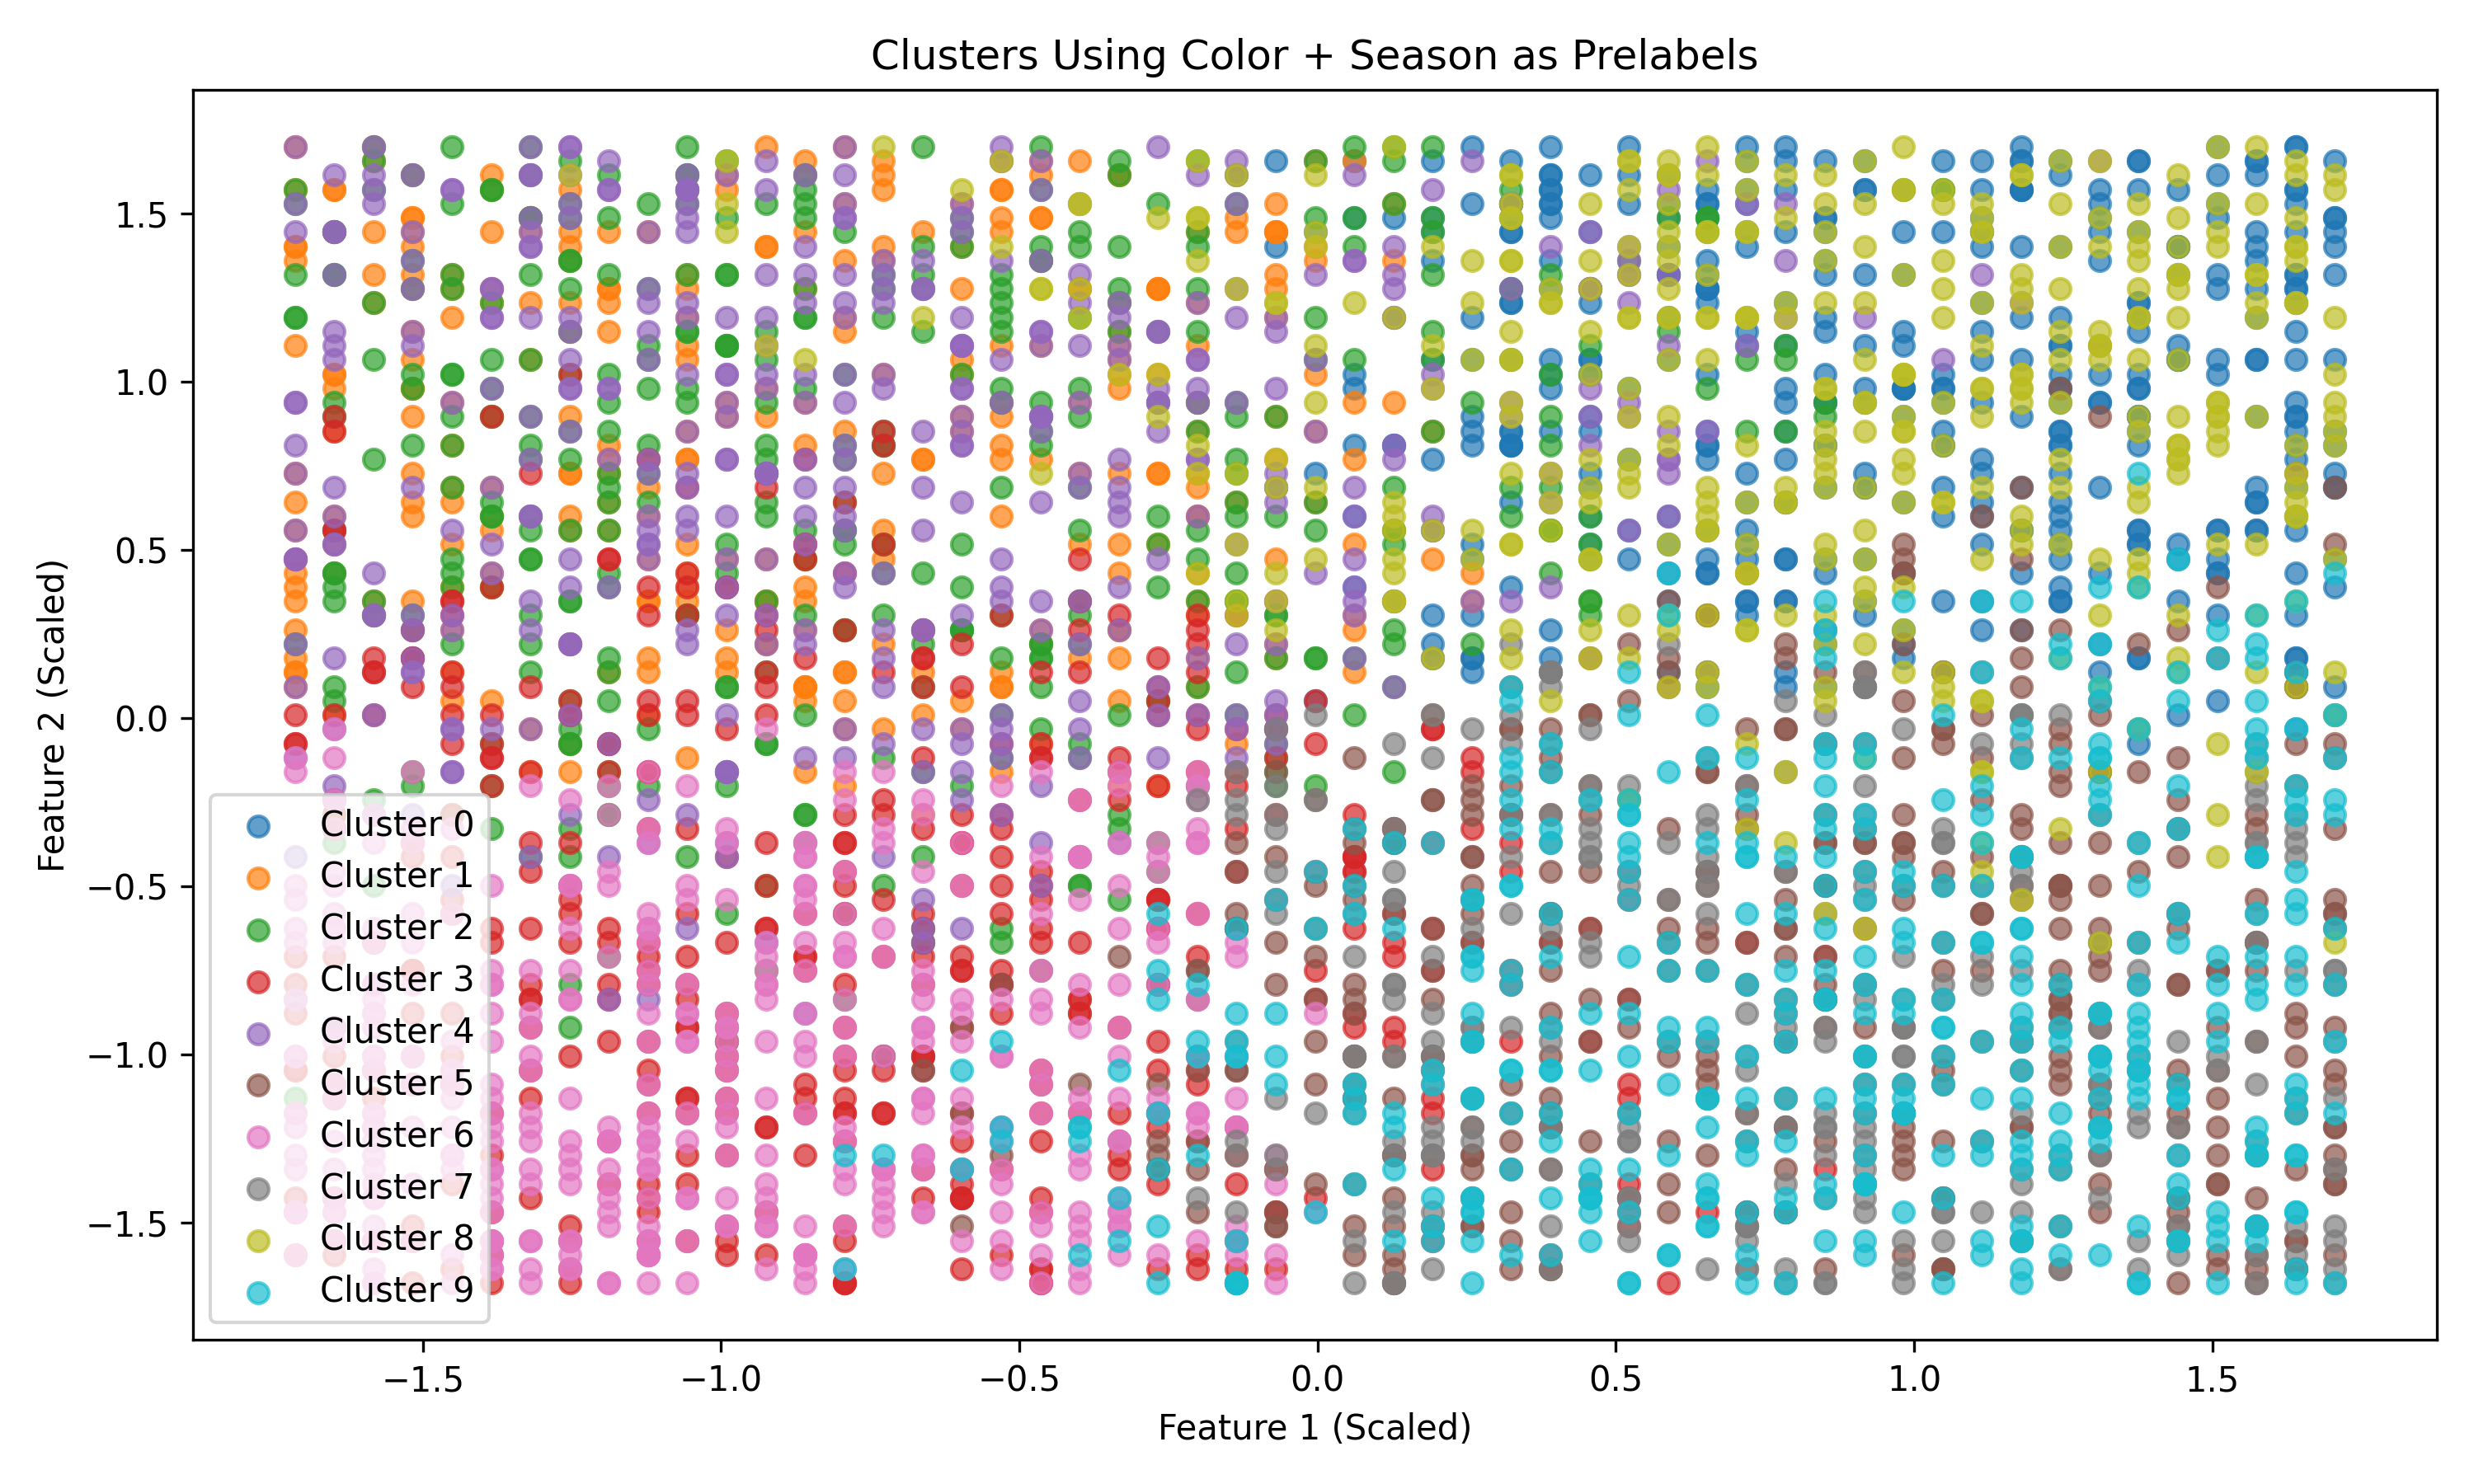 Clusters Using Color + Season as Prelabels
Feature 2 (Scaled)
1.5
1.0
0.5
0.0
−0.5
−1.0
−1.5
Cluster 0
Cluster 1
Cluster 2
Cluster 3
Cluster 4
Cluster 5
Cluster 6
Cluster 7
Cluster 8
Cluster 9
−1.5 −1.0 −0.5 0.0 0.5 1.0 1.5
Feature 1 (Scaled)